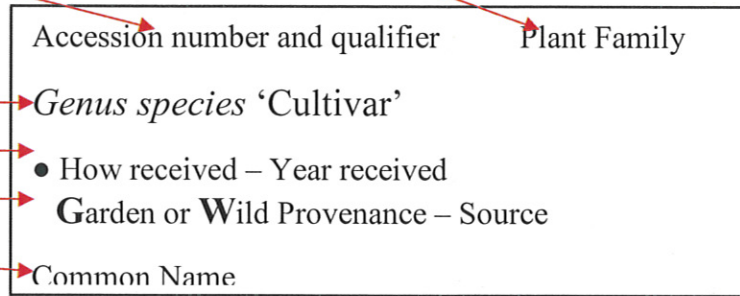 Accession number and qualifier Plant Family
Genus species ‘Cultivar’
● How received – Year received
Garden or Wild Provenance – Source
Common Name